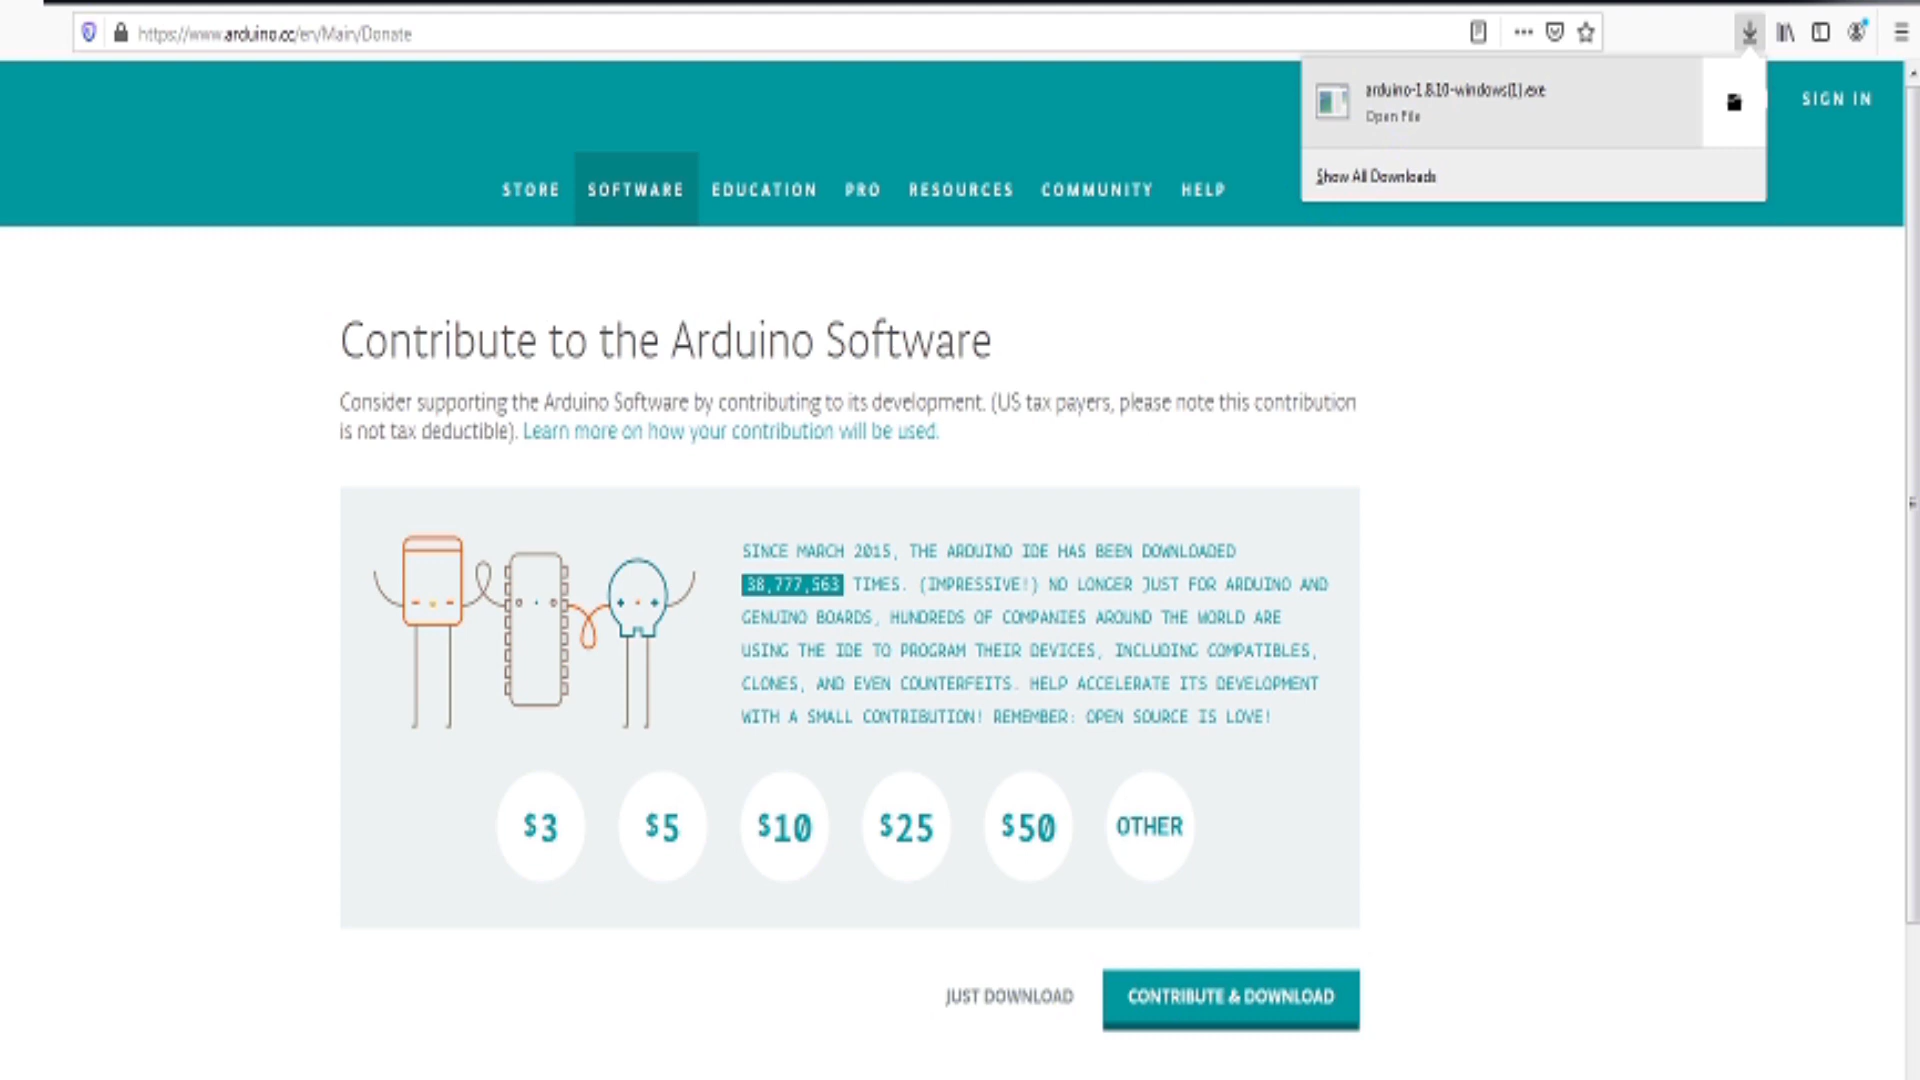 https://www.arduino.cc/en/Main/Donate
arduino-1.8.10-windows(1).exe
Open File
Show All Downloads
SIGN IN
STORE SOFTWARE EDUCATION PRO RESOURCES COMMUNITY HELP
Contribute to the Arduino Software
Consider supporting the Arduino Software by contributing to its development. (US tax payers, please note this contribution
is not tax deductible). Learn more on how your contribution will be used.
SINCE MARCH 2015, THE ARDUINO IDE HAS BEEN DOWNLOADED
38,777,563 TIMES. (IMPRESSIVE!) NO LONGER JUST FOR ARDUINO AND
GENUINO BOARDS, HUNDREDS OF COMPANIES AROUND THE WORLD ARE
USING THE IDE TO PROGRAM THEIR DEVICES, INCLUDING COMPATIBLES,
CLONES, AND EVEN COUNTERFEITS. HELP ACCELERATE ITS DEVELOPMENT
WITH A SMALL CONTRIBUTION! REMEMBER: OPEN SOURCE IS LOVE!
$3 $5 $10 $25 $50 OTHER
JUST DOWNLOAD CONTRIBUTE & DOWNLOAD